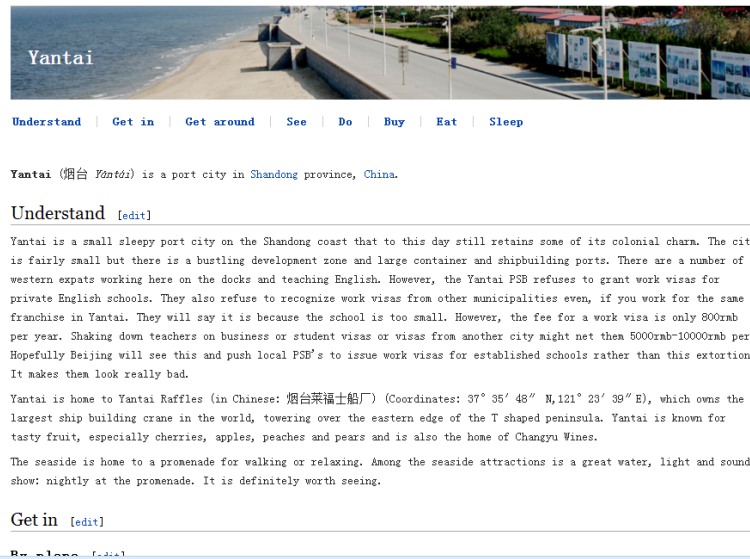 Yantai
Understand | Get in | Get around | See | Do | Buy | Eat | Sleep
Yantai (烟台 Yāntái) is a port city in Shandong province, China.
Understand [edit]
Yantai is a small sleepy port city on the Shandong coast that to this day still retains some of its colonial charm. The cit
is fairly small but there is a bustling development zone and large container and shipbuilding ports. There are a number of
western expats working here on the docks and teaching English. However, the Yantai PSB refuses to grant work visas for
private English schools. They also refuse to recognize work visas from other municipalities even, if you work for the same
franchise in Yantai. They will say it is because the school is too small. However, the fee for a work visa is only 800rmb
per year. Shaking down teachers on business or student visas or visas from another city might net them 5000rmb-10000rmb per
Hopefully Beijing will see this and push local PSB's to issue work visas for established schools rather than this extortion
It makes them look really bad.
Yantai is home to Yantai Raffles (in Chinese: 烟台莱福士船厂) (Coordinates: 37° 35′ 48″ N,121° 23′ 39″E), which owns the
largest ship building crane in the world, towering over the eastern edge of the T shaped peninsula. Yantai is known for
tasty fruit, especially cherries, apples, peaches and pears and is also the home of Changyu Wines.
The seaside is home to a promenade for walking or relaxing. Among the seaside attractions is a great water, light and sound
show: nightly at the promenade. It is definitely worth seeing.
Get in [edit]
By plane [edit]